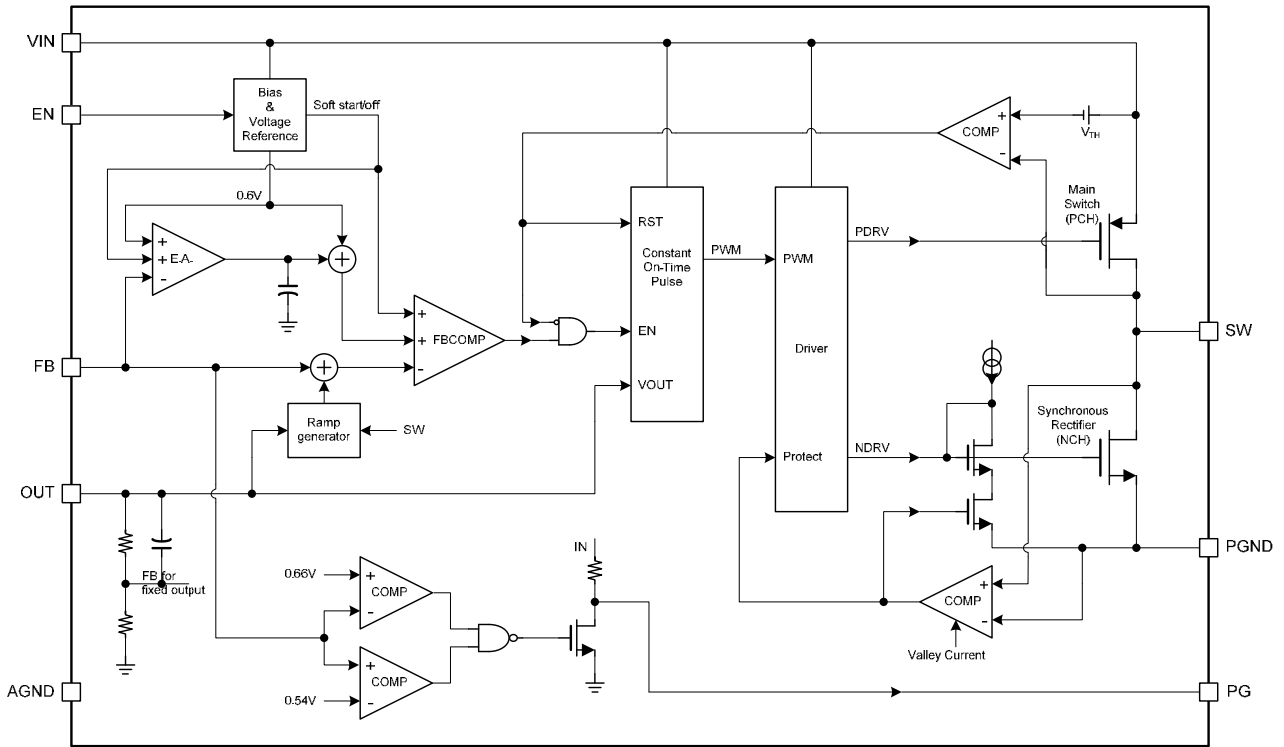 VIN
EN
Bias
&
Voltage
Reference
Soft start/off
0.6V
+
+ E.A.
-
+
+
+ FBCOMP
-
FB
+
Ramp
generator
SW
OUT
FB for
fixed output
AGND
0.66V
+
COMP
-
+
COMP
0.54V
-
IN
RST
Constant
On-Time
Pulse
EN
VOUT
PWM
PWM
Driver
Protect
PDRV
NDRV
+
COMP
-
VTH
Main
Switch
(PCH)
Synchronous
Rectifier
(NCH)
+
COMP
-
Valley Current
SW
PGND
PG